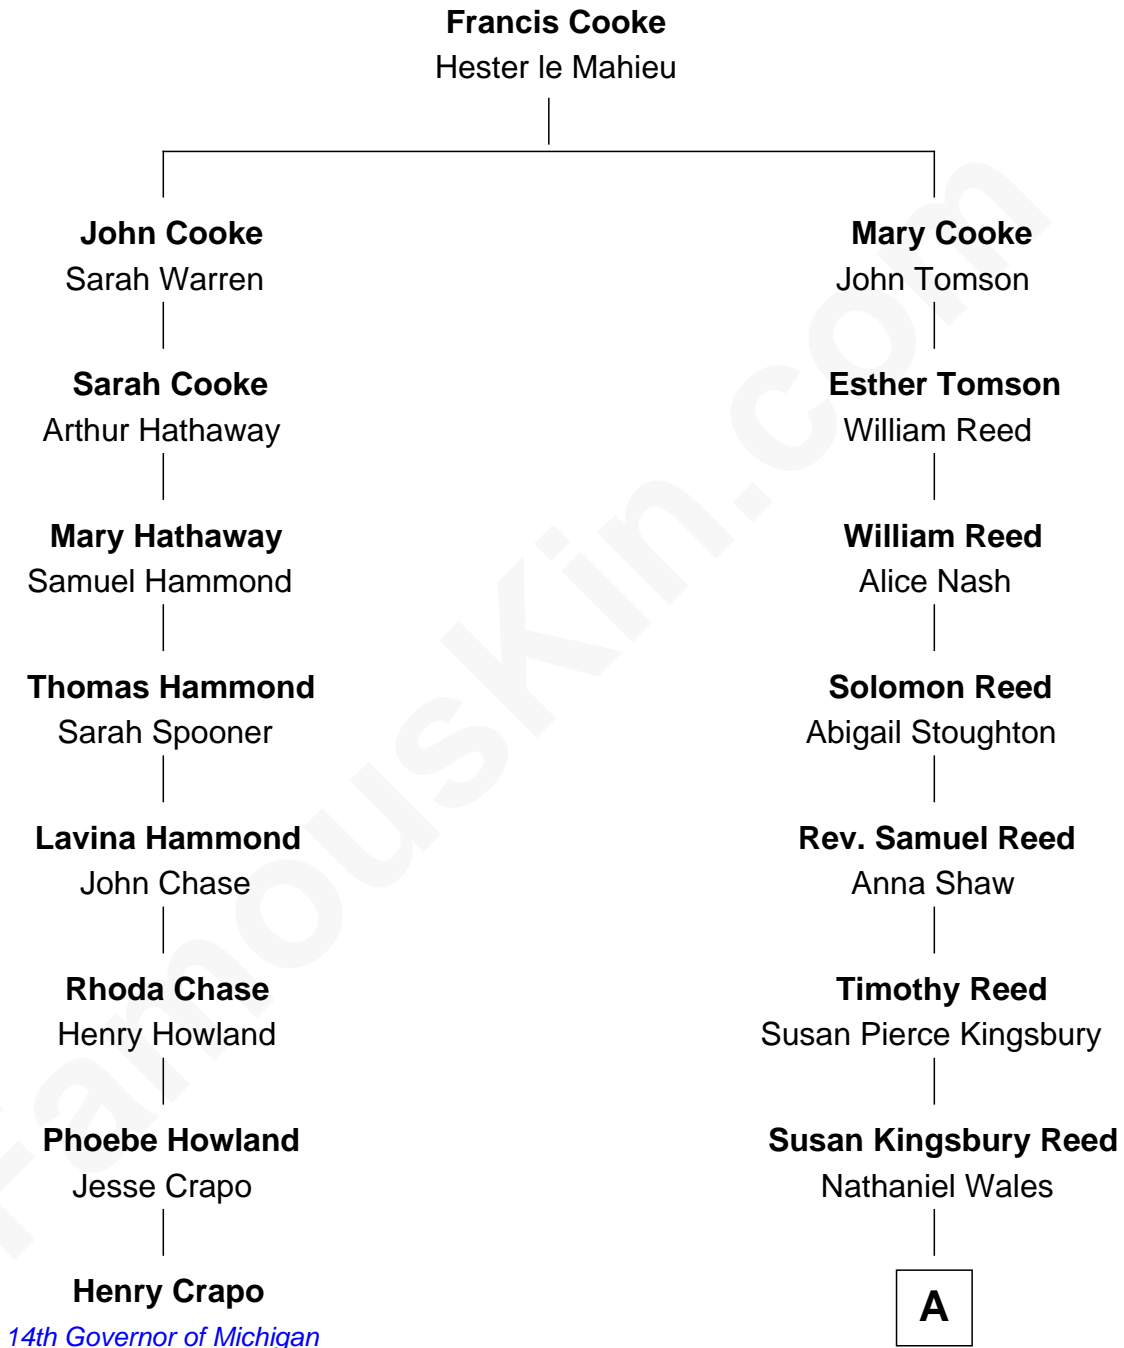 Francis Cooke
Hester le Mahieu
John Cooke
Sarah Warren
Mary Cooke
John Tomson
Sarah Cooke
Arthur Hathaway
Esther Tomson
William Reed
Mary Hathaway
Samuel Hammond
William Reed
Alice Nash
Thomas Hammond
Sarah Spooner
Solomon Reed
Abigail Stoughton
Lavina Hammond
John Chase
Rev. Samuel Reed
Anna Shaw
Rhoda Chase
Henry Howland
Timothy Reed
Susan Pierce Kingsbury
Phoebe Howland
Jesse Crapo
Susan Kingsbury Reed
Nathaniel Wales
Henry Crapo
14th Governor of Michigan
A
FamousKin.com